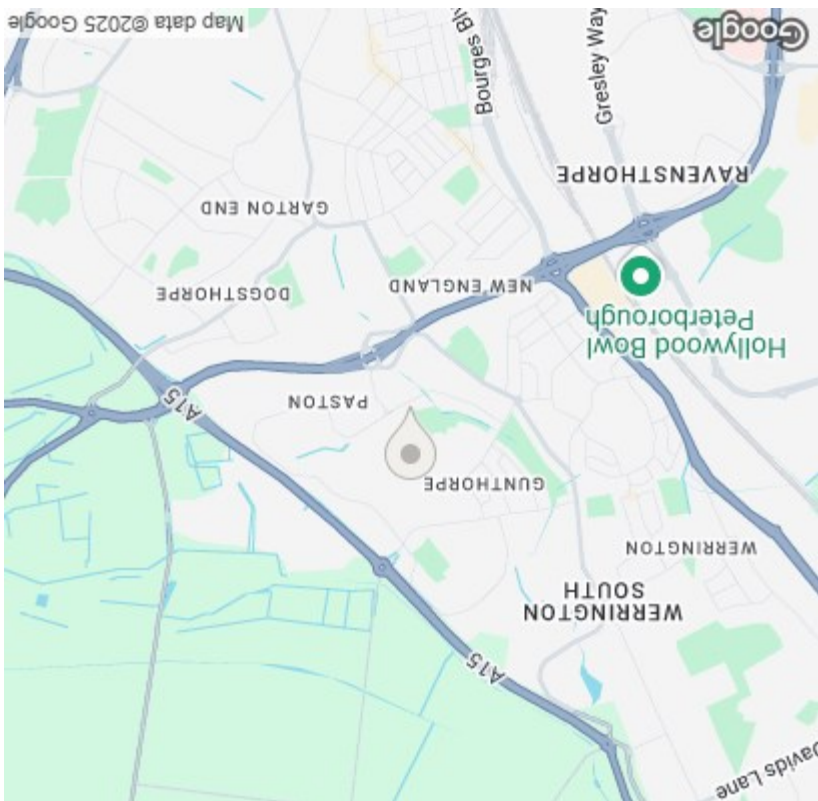 Davids Lane
WERRINGTON
SOUTH
A15
WERRINGTON
GUNTHORPE
Hollywood Bowl
Peterborough
PASTON
A15
NEW ENGLAND
DOGSTHORPE
RAVENSTHORPE
GARTON END
Gresley Way
Bourges Blv
Google
Map data ©2025 Google